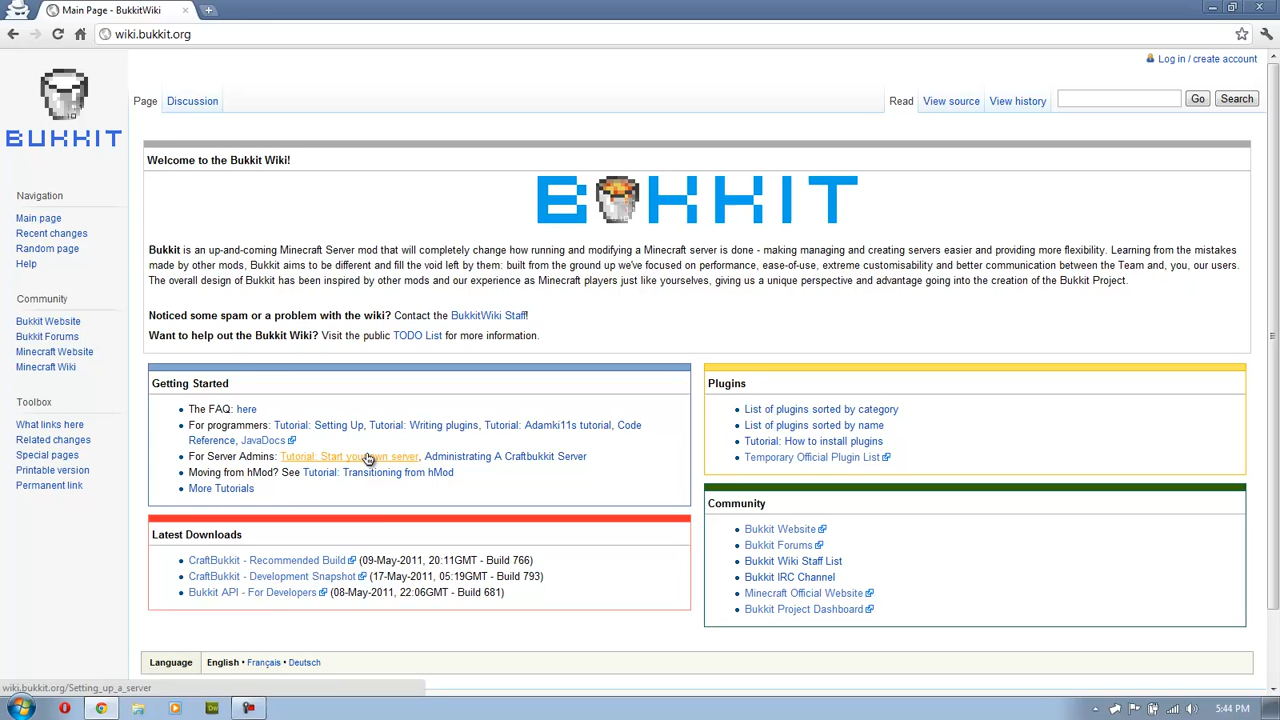 Main Page - BukkitWiki
wiki.bukkit.org
Log in / create account
BUKKIT
Page Discussion Read View source View history Go Search
Welcome to the Bukkit Wiki!
BUKKIT
Bukkit is an up-and-coming Minecraft Server mod that will completely change how running and modifying a Minecraft server is done - making managing and creating servers easier and providing more flexibility. Learning from the mistakes
made by other mods, Bukkit aims to be different and fill the void left by them: built from the ground up we've focused on performance, ease-of-use, extreme customisability and better communication between the Team and, you, our users.
The overall design of Bukkit has been inspired by other mods and our experience as Minecraft players just like yourselves, giving us a unique perspective and advantage going into the creation of the Bukkit Project.
Noticed some spam or a problem with the wiki? Contact the BukkitWiki Staff!
Want to help out the Bukkit Wiki? Visit the public TODO List for more information.
Navigation
Main page
Recent changes
Random page
Help
Community
Bukkit Website
Bukkit Forums
Minecraft Website
Minecraft Wiki
Toolbox
What links here
Related changes
Special pages
Printable version
Permanent link
Getting Started
The FAQ: here
For programmers: Tutorial: Setting Up, Tutorial: Writing plugins, Tutorial: Adamki11s tutorial, Code
Reference, JavaDocs
For Server Admins: Tutorial: Start your own server, Administrating A Craftbukkit Server
Moving from hMod? See Tutorial: Transitioning from hMod
More Tutorials
Latest Downloads
CraftBukkit - Recommended Build (09-May-2011, 20:11GMT - Build 766)
CraftBukkit - Development Snapshot (17-May-2011, 05:19GMT - Build 793)
Bukkit API - For Developers (08-May-2011, 22:06GMT - Build 681)
Plugins
List of plugins sorted by category
List of plugins sorted by name
Tutorial: How to install plugins
Temporary Official Plugin List
Community
Bukkit Website
Bukkit Forums
Bukkit Wiki Staff List
Bukkit IRC Channel
Minecraft Official Website
Bukkit Project Dashboard
Language English • Français • Deutsch
wiki.bukkit.org/Setting_up_a_server
5:44 PM